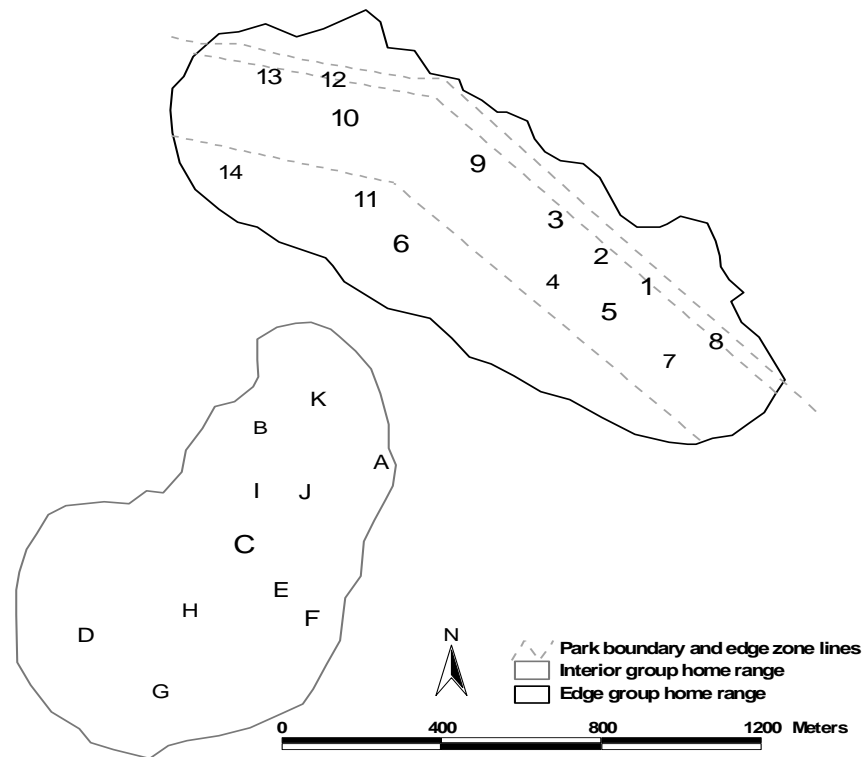 13 12
10
9
14
11
3
6
2
4
1
5
8
7
K
B
A
I J
C
E
H F
D
G
N
Park boundary and edge zone lines
Interior group home range
Edge group home range
0 400 800 1200 Meters